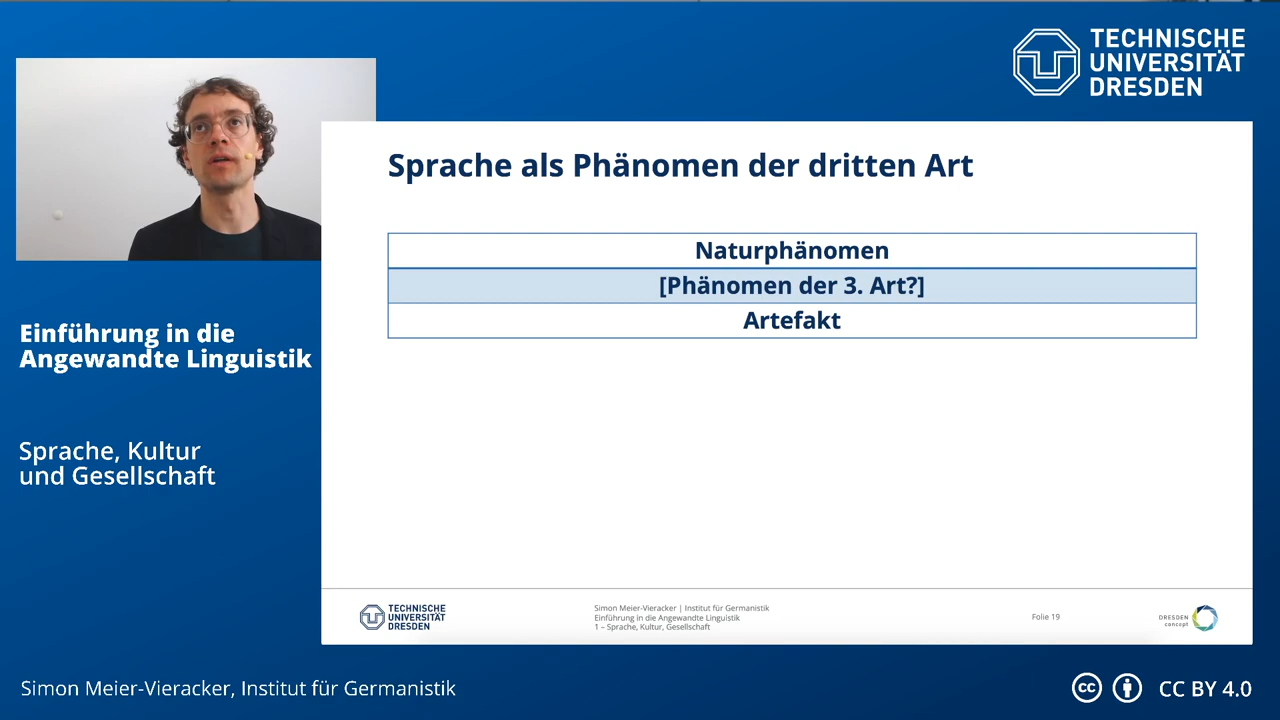 TECHNISCHE
UNIVERSITÄT
DRESDEN
Sprache als Phänomen der dritten Art
Naturphänomen
[Phänomen der 3. Art?]
Artefakt
Einführung in die
Angewandte Linguistik
Sprache, Kultur
und Gesellschaft
TECHNISCHE
UNIVERSITÄT
DRESDEN
Simon Meier-Vieracker | Institut für Germanistik
Einführung in die Angewandte Linguistik
1 – Sprache, Kultur, Gesellschaft
Folie 19
DRESDEN
concept
Simon Meier-Vieracker, Institut für Germanistik
cc
CC BY 4.0